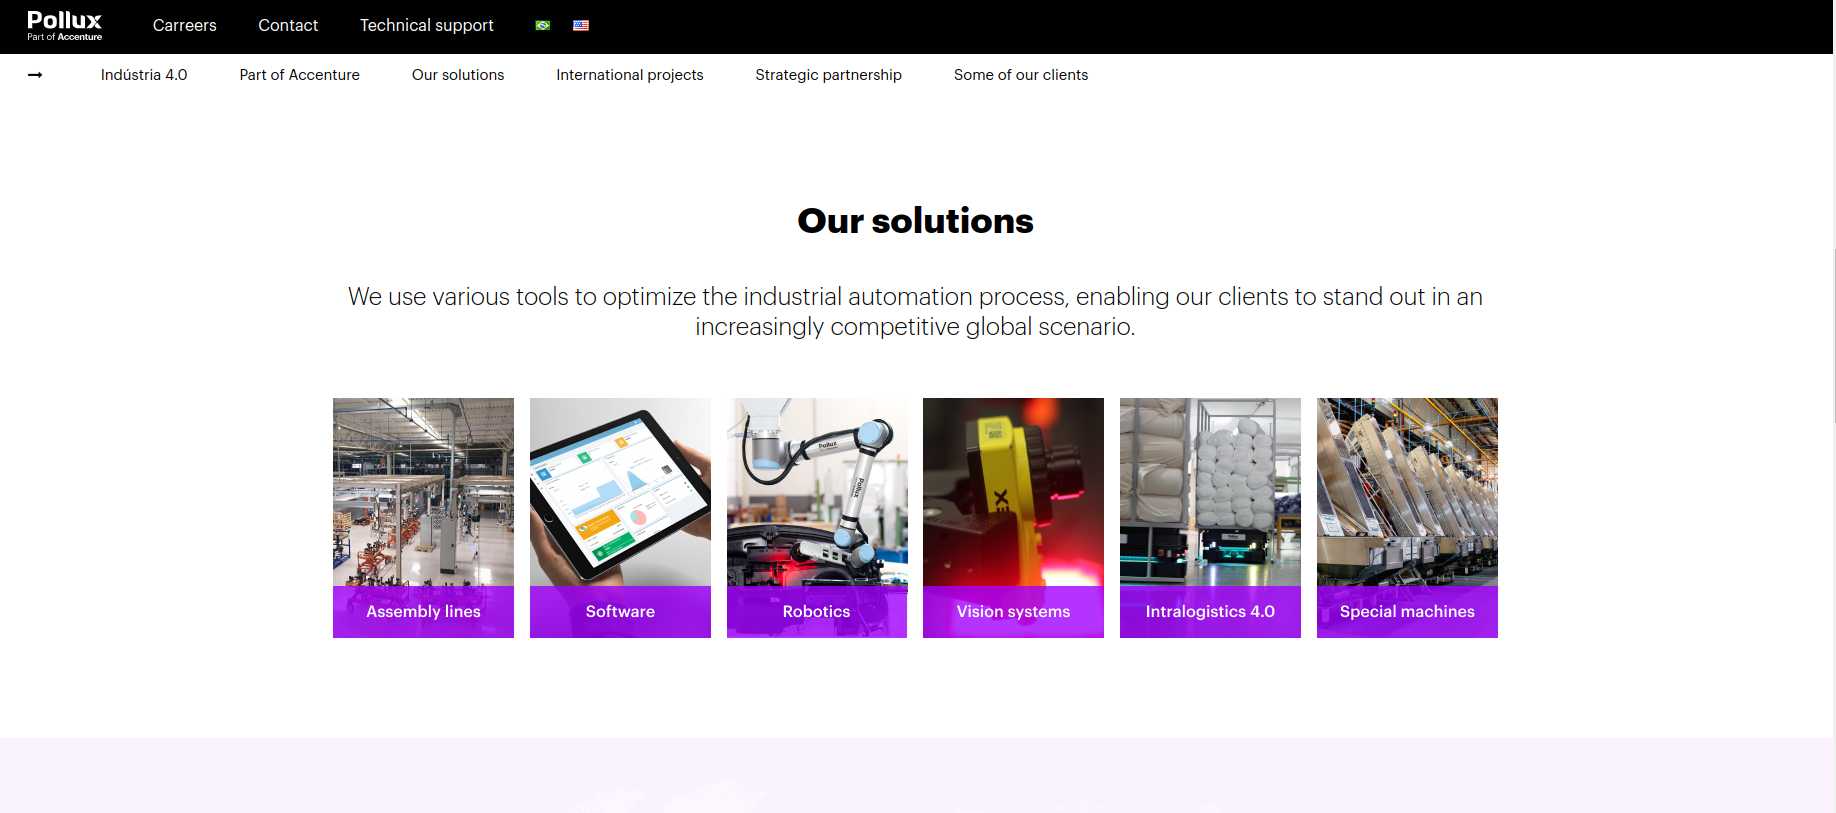 Pollux
Part of Accenture
Carreers
Contact
Technical support
Indústria 4.0
Part of Accenture
Our solutions
International projects
Strategic partnership
Some of our clients
Our solutions
We use various tools to optimize the industrial automation process, enabling our clients to stand out in an
increasingly competitive global scenario.
Pollux
Pollux
Assembly lines
Software
Robotics
Vision systems
Intralogistics 4.0
Special machines